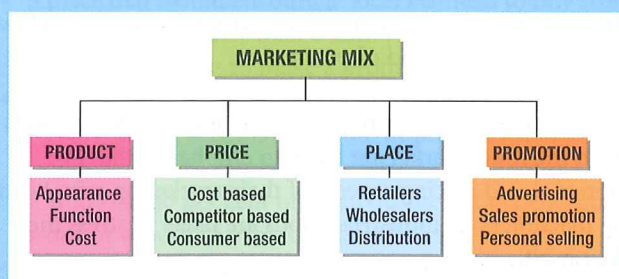 MARKETING MIX
PRODUCT
Appearance
Function
Cost
PRICE
Cost based
Competitor based
Consumer based
PLACE
Retailers
Wholesalers
Distribution
PROMOTION
Advertising
Sales promotion
Personal selling